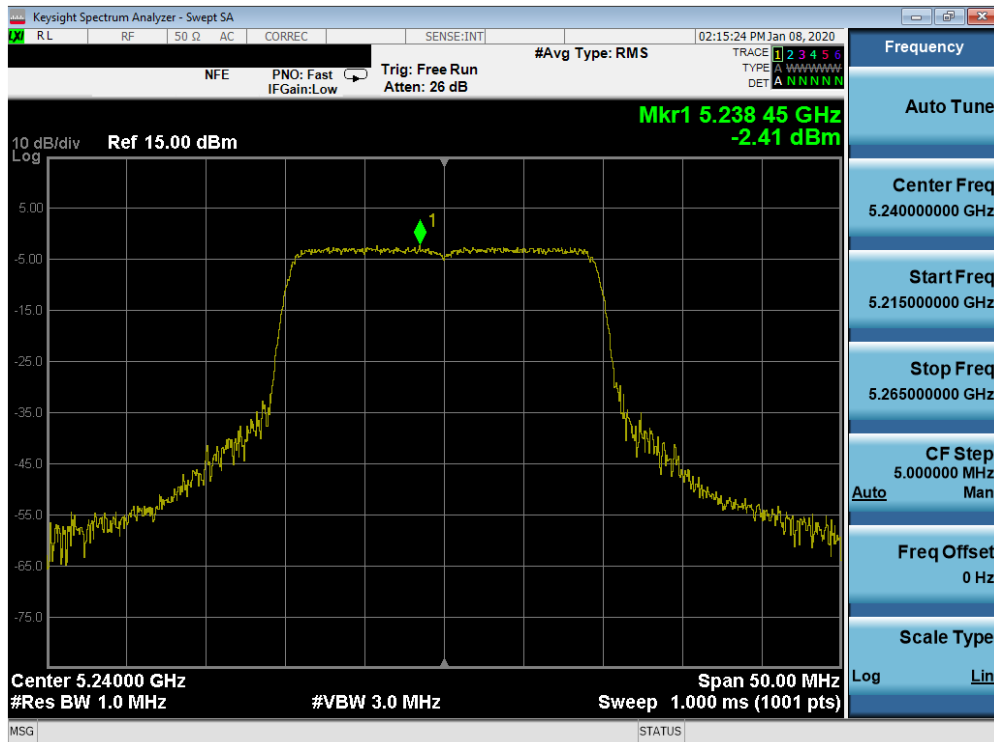 Keysight Spectrum Analyzer - Swept SA
LXI RL RF 50 Ω AC CORREC SENSE:INT 02:15:24 PM Jan 08, 2020
NFE PNO: Fast Trig: Free Run #Avg Type: RMS TRACE 1 2 3 4 5 6
IFGain:Low Atten: 26 dB TYPE A WWWWW
DET A N N N N N
Mkr1 5.238 45 GHz
-2.41 dBm
10 dB/div Ref 15.00 dBm
Log
1
5.00
-5.00
-15.0
-25.0
-35.0
-45.0
-55.0
-65.0
-75.0
Center 5.24000 GHz Span 50.00 MHz
#Res BW 1.0 MHz #VBW 3.0 MHz Sweep 1.000 ms (1001 pts)
MSG STATUS
Frequency
Auto Tune
Center Freq
5.240000000 GHz
Start Freq
5.215000000 GHz
Stop Freq
5.265000000 GHz
CF Step
5.000000 MHz
Auto Man
Freq Offset
0 Hz
Scale Type
Log Lin